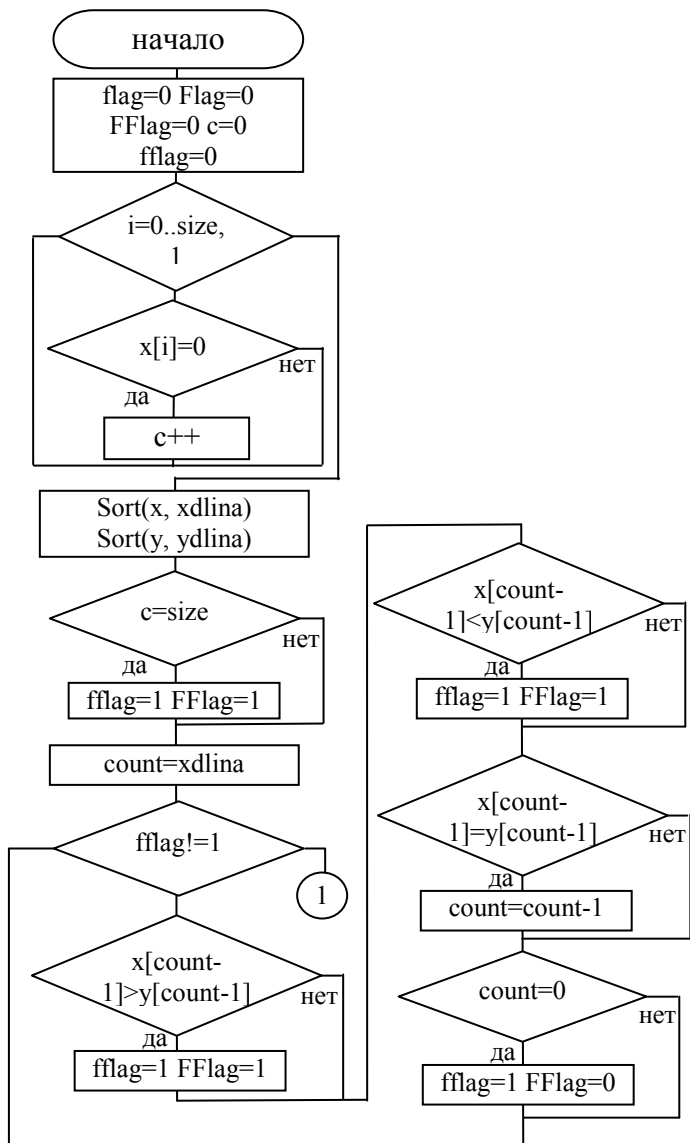 начало
flag=0 Flag=0
FFlag=0 c=0
fflag=0
i=0..size,
1
x[i]=0
нет
да
c++
Sort(x, xdlina)
Sort(y, ydlina)
c=size
нет
да
fflag=1 FFlag=1
count=xdlina
fflag!=1
1
x[count-
1]>y[count-1]
нет
да
fflag=1 FFlag=1
x[count-
1]<y[count-1]
нет
да
fflag=1 FFlag=1
x[count-
1]=y[count-1]
нет
да
count=count-1
count=0
нет
да
fflag=1 FFlag=0